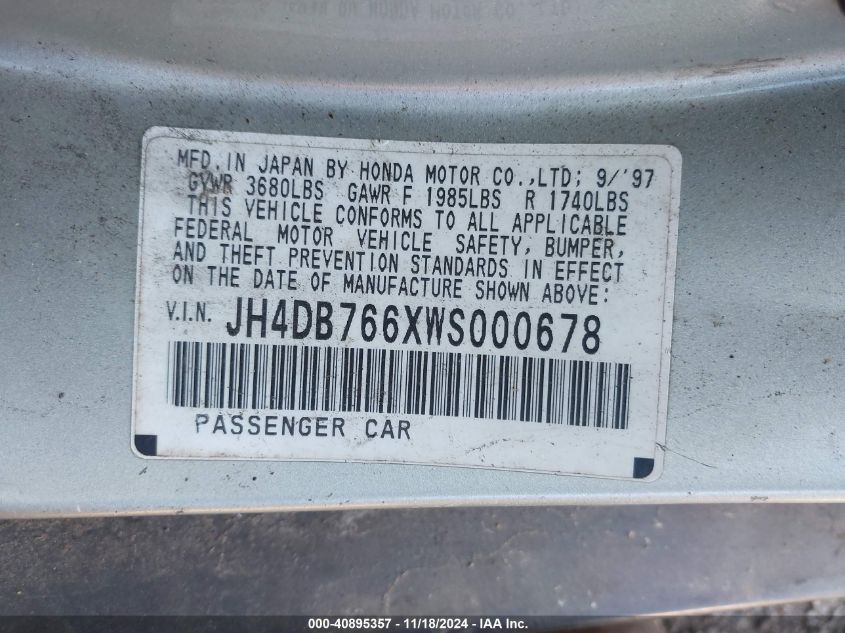 MFD. IN JAPAN BY HONDA MOTOR CO.,LTD; 9/'97
GVWR 3680LBS GAWR F 1985LBS R 1740LBS
THIS VEHICLE CONFORMS TO ALL APPLICABLE
FEDERAL MOTOR VEHICLE SAFETY, BUMPER,
AND THEFT PREVENTION STANDARDS IN EFFECT
ON THE DATE OF MANUFACTURE SHOWN ABOVE:
V.I.N. JH4DB766XWS000678
PASSENGER CAR
000-40895357 - 11/18/2024 - IAAI.com